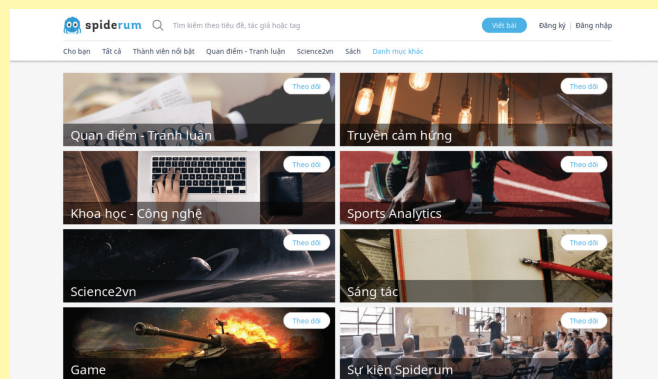 spiderum Tìm kiếm theo tiêu đề, tác giả hoặc tag Viết bài Đăng ký | Đăng nhập
Cho bạn Tất cả Thành viên nổi bật Quan điểm - Tranh luận Science2vn Sách Danh mục khác
Theo dõi Theo dõi
BUSINESS
Quan điểm - Tranh luận Truyền cảm hứng
Theo dõi Theo dõi
Khoa học - Công nghệ Sports Analytics
Theo dõi Theo dõi
Science2vn Sáng tác
Theo dõi Theo dõi
Game Sự kiện Spiderum